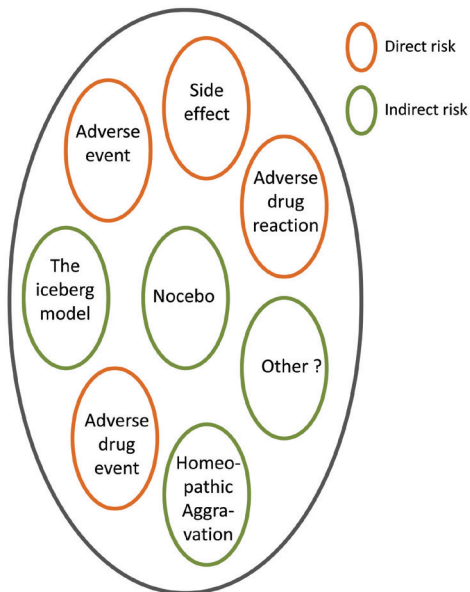 Direct risk
Indirect risk
Side
effect
Adverse
event
Adverse
drug
reaction
The
iceberg
model
Nocebo
Other ?
Adverse
drug
event
Homeo-
pathic
Aggra-
vation